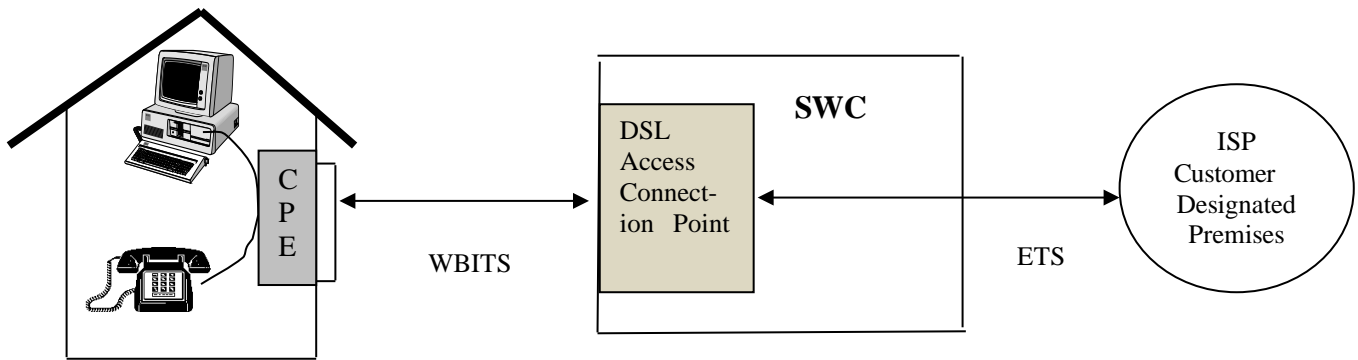 C
P
E
WBITS
DSL
Access
Connect-
ion Point
SWC
ETS
ISP
Customer
Designated
Premises